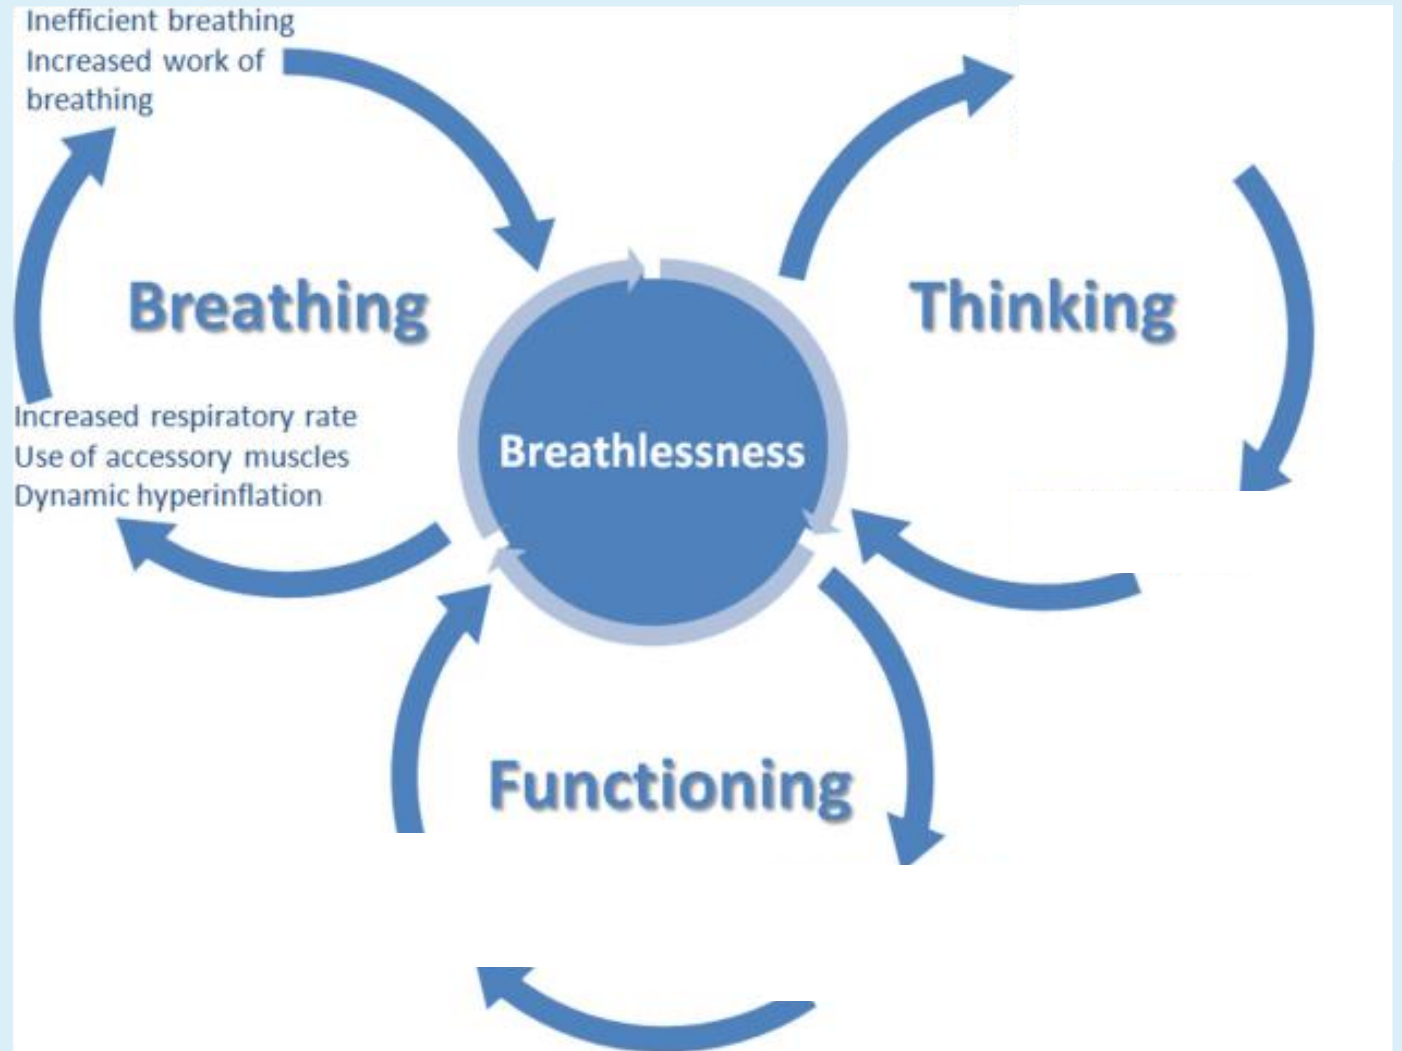 Inefficient breathing
Increased work of
breathing
Breathing
Thinking
Increased respiratory rate
Use of accessory muscles
Dynamic hyperinflation
Breathlessness
Functioning